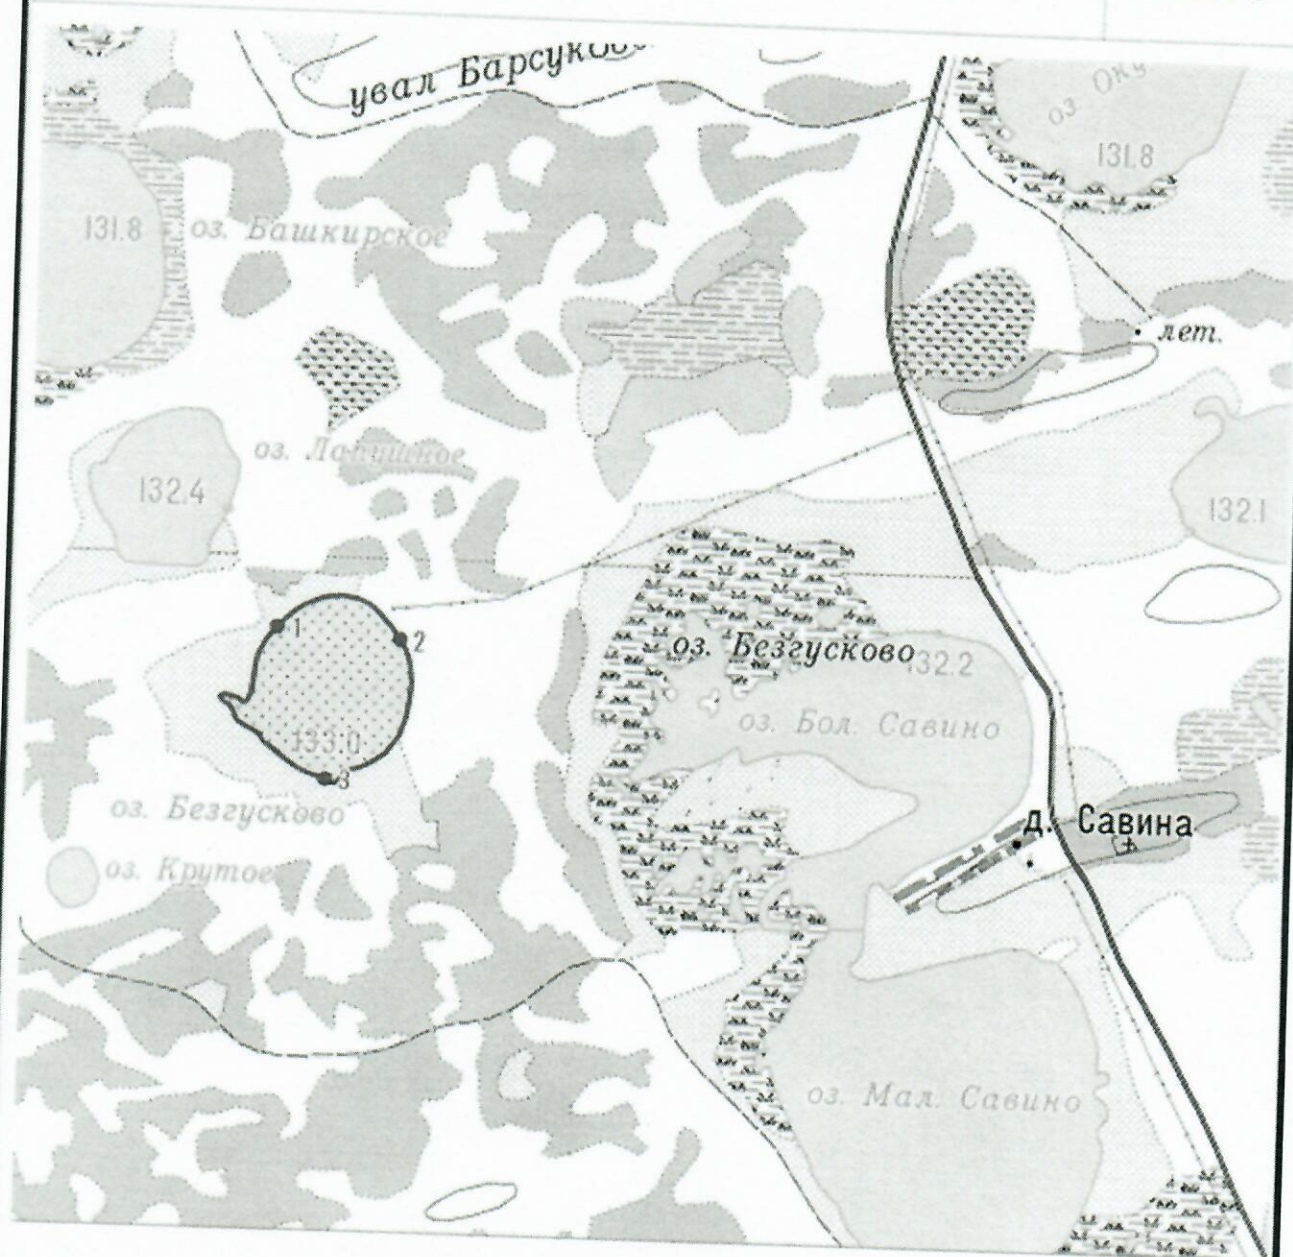 увал Барсуково
оз Оку
131.8
131.8
оз. Башкирское
лет.
оз. Лапушное
132.4
132.1
1
2
оз. Безгусково
132.2
оз. Бол. Савино
133.0
3
оз. Безгусково
д. Савина
оз. Крутое
оз. Мал. Савино